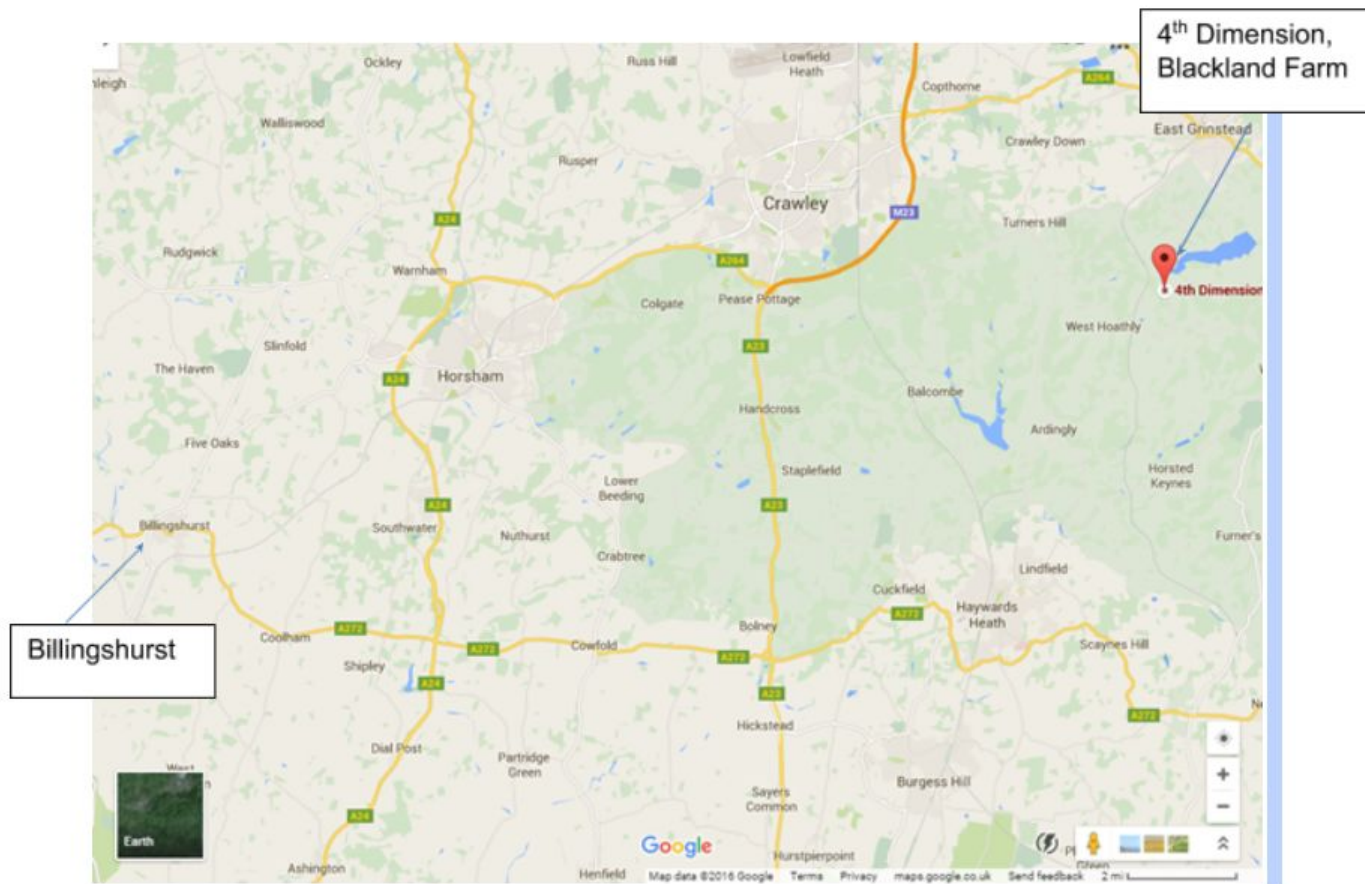 4th Dimension,
Blackland Farm
Ockley
Russ Hill
Lowfield
Heath
Copthorne
A264
nleigh
Walliswood
Rusper
Crawley Down
East Grinstead
Crawley
A24
M23
Turners Hill
Rudgwick
Warnham
A264
Colgate
Pease Pottage
4th Dimension
West Hoathly
Slinfold
A23
The Haven
Horsham
A24
Balcombe
Handcross
Ardingly
Five Oaks
Staplefield
Horsted
Keynes
Lower
Beeding
A24
A23
Billingshurst
Southwater
Nuthurst
Furner's
Crabtree
Lindfield
Cuckfield
A272
Haywards
Heath
Billingshurst
Coolham
A272
A272
Cowfold
Bolney
A272
Scaynes Hill
Shipley
A24
A23
A272
Hickstead
Dial Post
Partridge
Green
West
Burgess Hill
Sayers
Common
A24
Earth
Google
Ashington
Henfield
Hurstpierpoint
Green
Map data ©2016 Google Terms Privacy maps.google.co.uk Send feedback 2 mi